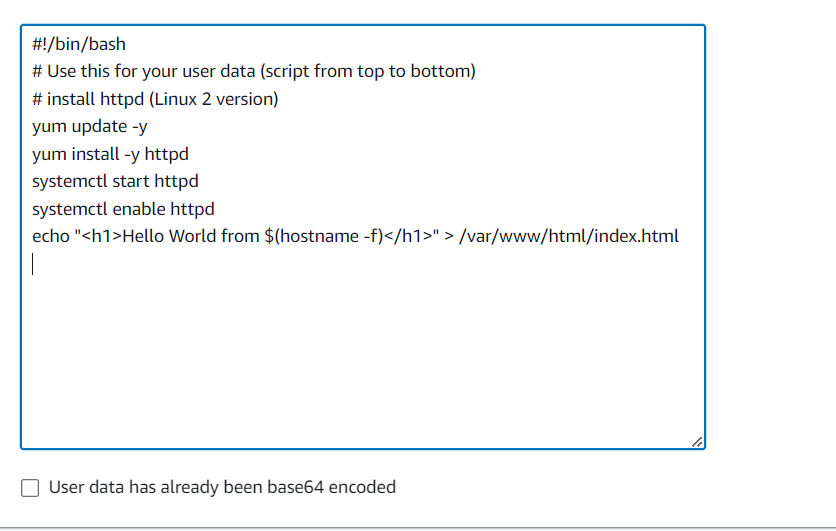 #!/bin/bash
# Use this for your user data (script from top to bottom)
# install httpd (Linux 2 version)
yum update -y
yum install -y httpd
systemctl start httpd
systemctl enable httpd
echo "<h1>Hello World from $(hostname -f)</h1>" > /var/www/html/index.html
User data has already been base64 encoded